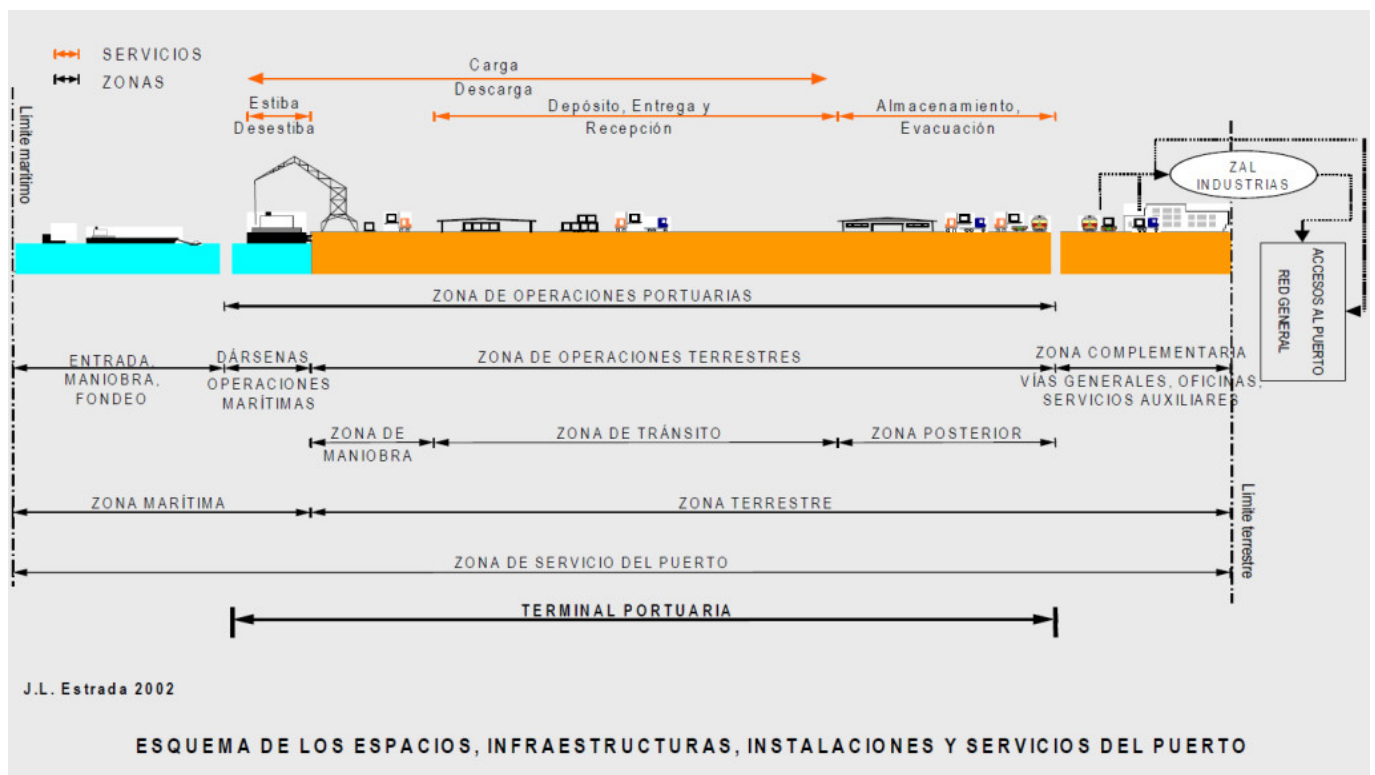 SERVICIOS
ZONAS
Carga
Descarga
Estiba
Desestiba
Depósito, Entrega y
Recepción
Almacenamiento,
Evacuación
Límite marítimo
ZAL
INDUSTRIAS
ACCESOS AL PUERTO
RED GENERAL
ZONA DE OPERACIONES PORTUARIAS
ENTRADA,
MANIOBRA,
FONDEO
DÁRSENAS
OPERACIONES
MARÍTIMAS
ZONA DE OPERACIONES TERRESTRES
ZONA COMPLEMENTARIA
VÍAS GENERALES, OFICINAS,
SERVICIOS AUXILIARES
ZONA DE
MANIOBRA
ZONA DE TRÁNSITO
ZONA POSTERIOR
ZONA MARÍTIMA
ZONA TERRESTRE
Límite terrestre
ZONA DE SERVICIO DEL PUERTO
TERMINAL PORTUARIA
J.L. Estrada 2002
ESQUEMA DE LOS ESPACIOS, INFRAESTRUCTURAS, INSTALACIONES Y SERVICIOS DEL PUERTO